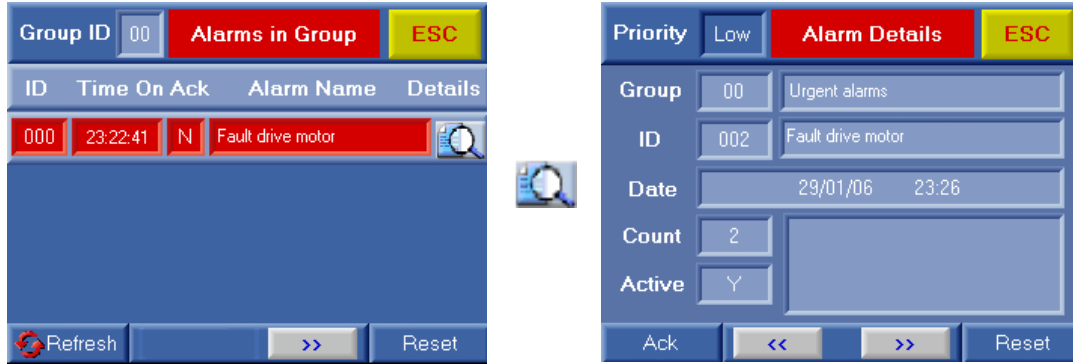 Group ID 00 Alarms in Group ESC
ID Time On Ack Alarm Name Details
000 23:22:41 N Fault drive motor
Refresh >> Reset
Priority Low Alarm Details ESC
Group 00 Urgent alarms
ID 002 Fault drive motor
Date 29/01/06 23:26
Count 2
Active Y
Ack << >> Reset